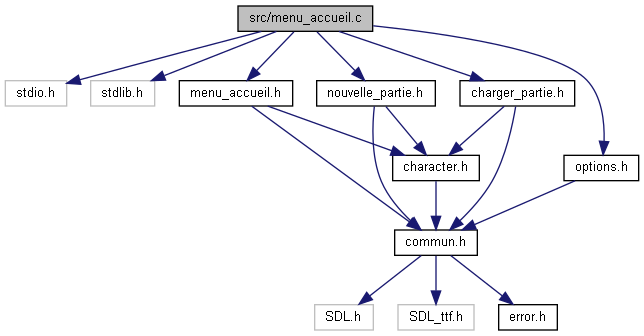 src/menu_accueil.c
stdio.h
stdlib.h
menu_accueil.h
nouvelle_partie.h
charger_partie.h
character.h
options.h
commun.h
SDL.h
SDL_ttf.h
error.h